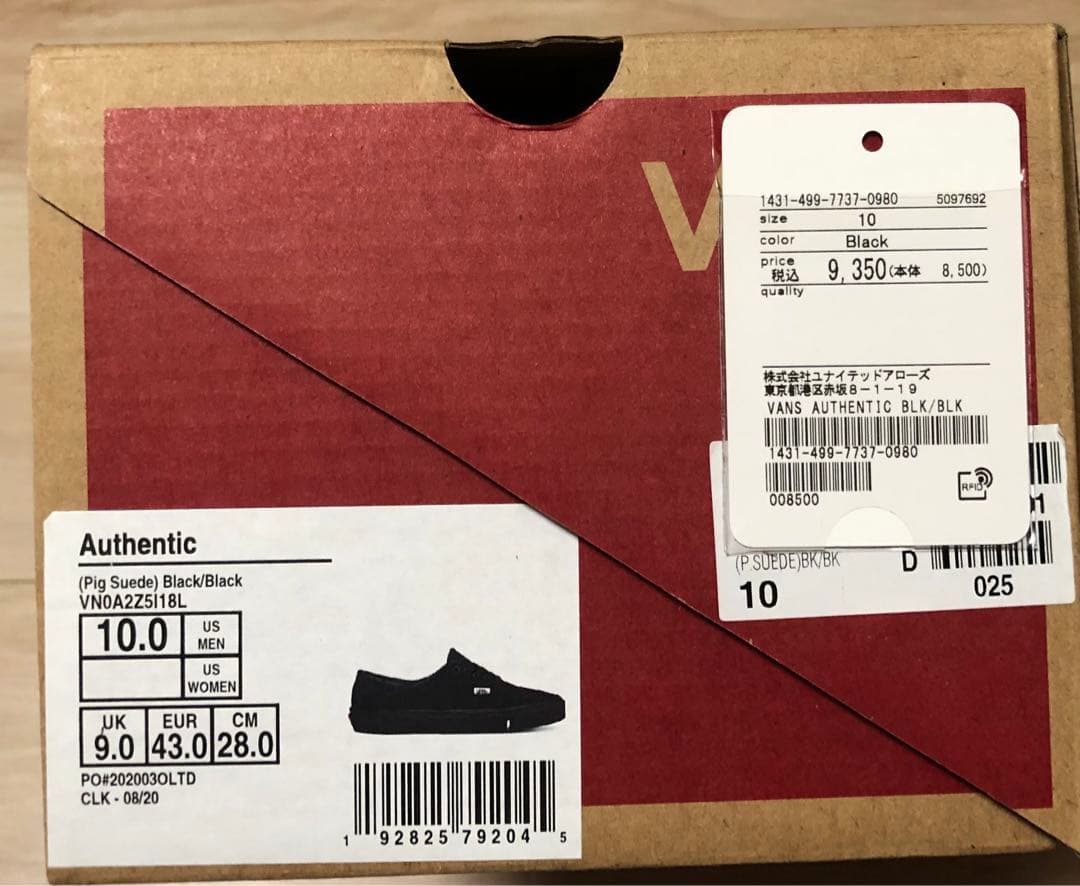 V
1431-499-7737-0980 5097692
size 10
color Black
price 税込 9,350(本体 8,500)
quality
株式会社ユナイテッドアローズ
東京都港区赤坂8-1-19
VANS AUTHENTIC BLK/BLK
1431-499-7737-0980
008500
RFID
(P.SUEDE)BK/BK D
10 025
Authentic
(Pig Suede) Black/Black
VN0A2Z5I18L
10.0 US MEN
US WOMEN
UK 9.0 EUR 43.0 CM 28.0
PO#202003OLTD
CLK - 08/20
1 92825 79204 5